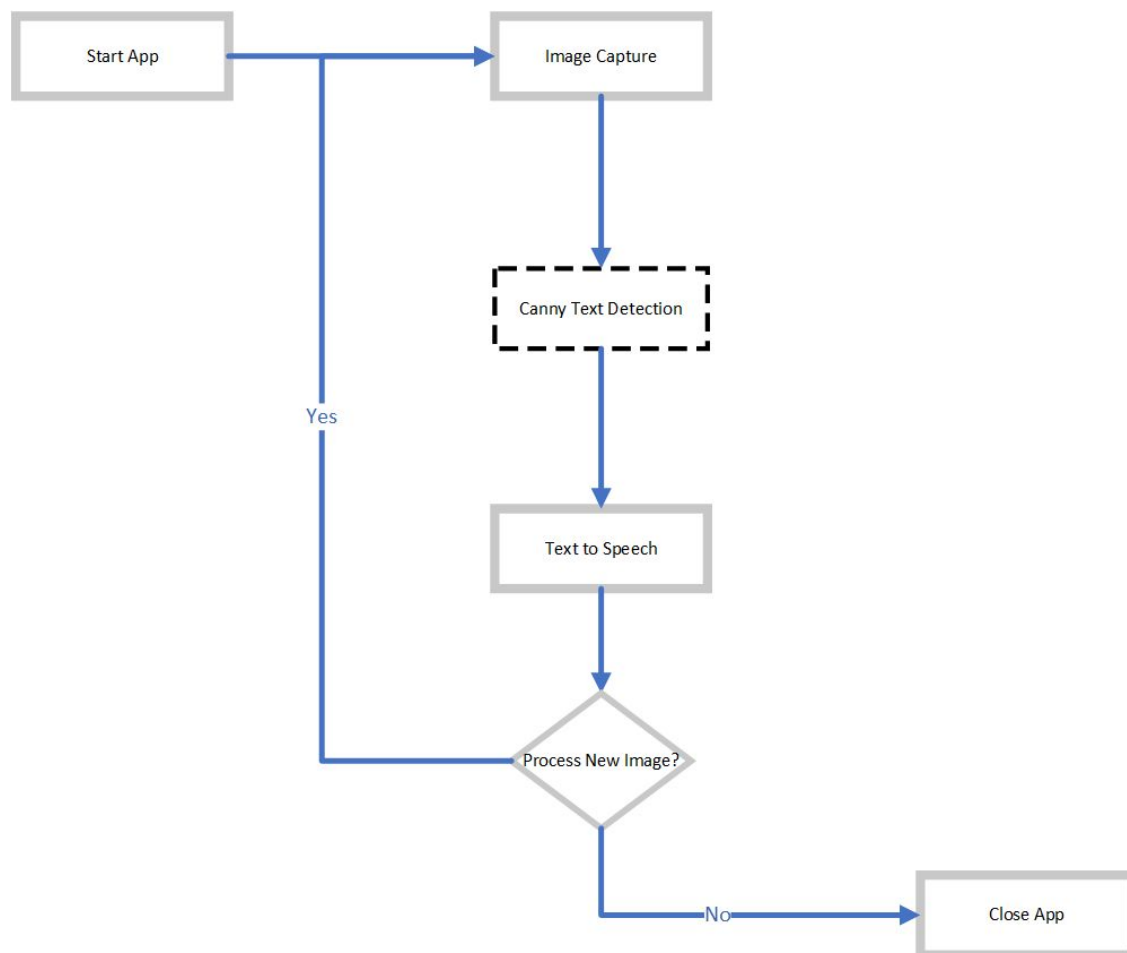 Start App
Image Capture
Canny Text Detection
Yes
Text to Speech
Process New Image?
No
Close App